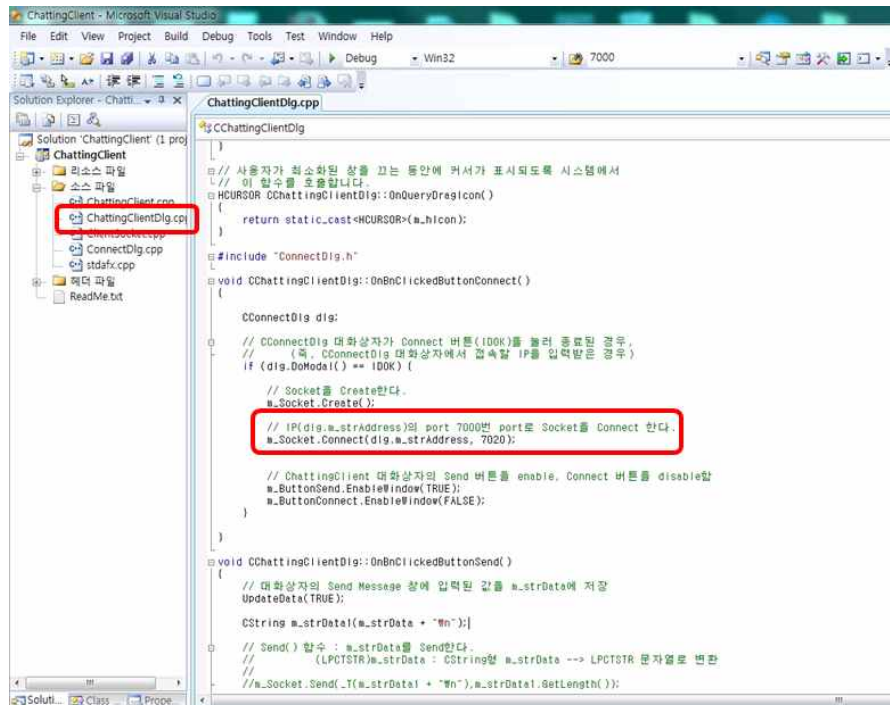 ChattingClient - Microsoft Visual Studio
File Edit View Project Build Debug Tools Test Window Help
Debug Win32 7000
Solution Explorer - Chatti...
ChattingClientDlg.cpp
CChattingClientDlg
Solution 'ChattingClient' (1 proj
ChattingClient
리소스 파일
소스 파일
ChattingClient.cpp
ChattingClientDlg.cpp
ClientSocket.cpp
ConnectDlg.cpp
stdafx.cpp
헤더 파일
ReadMe.txt
}
// 사용자가 최소화된 창을 끄는 동안에 커서가 표시되도록 시스템에서
// 이 함수를 호출합니다.
HCURSOR CChattingClientDlg::OnQueryDragIcon()
{
return static_cast<HCURSOR>(m_hIcon);
}
#include "ConnectDlg.h"
void CChattingClientDlg::OnBnClickedButtonConnect()
{
CConnectDlg dlg;
// CConnectDlg 대화상자가 Connect 버튼(IDOK)를 눌러 종료된 경우,
// (즉, CConnectDlg 대화상자에서 접속할 IP를 입력받은 경우)
if (dlg.DoModal() == IDOK) {
// Socket를 Create한다.
m_Socket.Create();
// IP(dlg.m_strAddress)의 port 7000번 port로 Socket를 Connect 한다.
m_Socket.Connect(dlg.m_strAddress, 7020);
// ChattingClient 대화상자의 Send 버튼을 enable, Connect 버튼을 disable함
m_ButtonSend.EnableWindow(TRUE);
m_ButtonConnect.EnableWindow(FALSE);
}
}
void CChattingClientDlg::OnBnClickedButtonSend()
{
// 대화상자의 Send Message 창에 입력된 값을 m_strData에 저장
UpdateData(TRUE);
CString m_strData1(m_strData + "₩n");
// Send() 함수 : m_strData를 Send한다.
// (LPCTSTR)m_strData : CString형 m_strData --> LPCTSTR 문자열로 변환
//
//m_Socket.Send(_T(m_strData1 + "₩n"),m_strData1.GetLength());
Soluti... Class ... Prope...